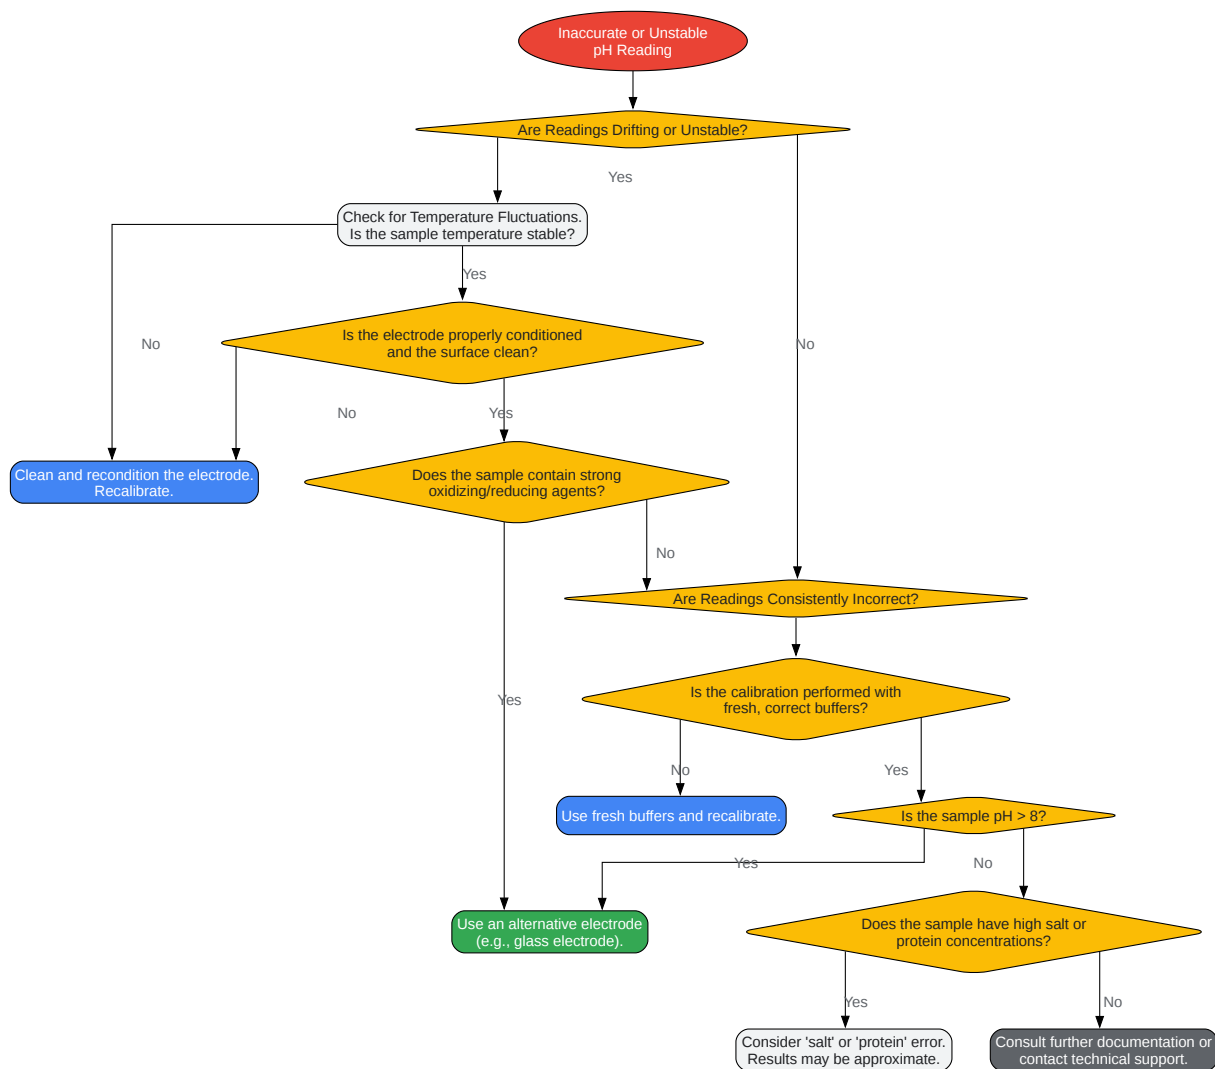 Inaccurate or Unstable
pH Reading
Are Readings Drifting or Unstable?
Yes
Check for Temperature Fluctuations.
Is the sample temperature stable?
Yes
No
Is the electrode properly conditioned
and the surface clean?
No
No
Yes
Clean and recondition the electrode.
Recalibrate.
Does the sample contain strong
oxidizing/reducing agents?
No
Are Readings Consistently Incorrect?
Yes
Is the calibration performed with
fresh, correct buffers?
No
Yes
Use fresh buffers and recalibrate.
Is the sample pH > 8?
Yes
No
Use an alternative electrode
(e.g., glass electrode).
Does the sample have high salt or
protein concentrations?
Yes
No
Consider 'salt' or 'protein' error.
Results may be approximate.
Consult further documentation or
contact technical support.